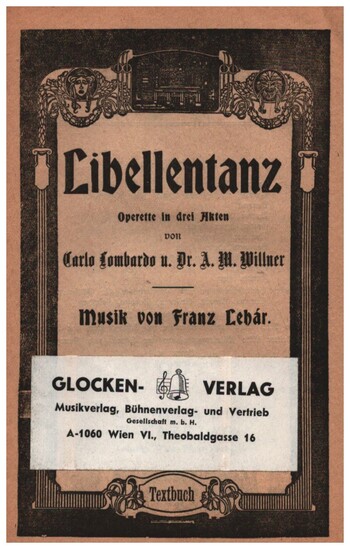 Libellentanz
Operette in drei Akten
von
Carlo Lombardo u. Dr. A. M. Willner
Musik von Franz Lehár.
GLOCKEN- VERLAG
Musikverlag, Bühnenverlag- und Vertrieb
Gesellschaft m. b. H.
A-1060 Wien VI., Theobaldgasse 16
Textbuch